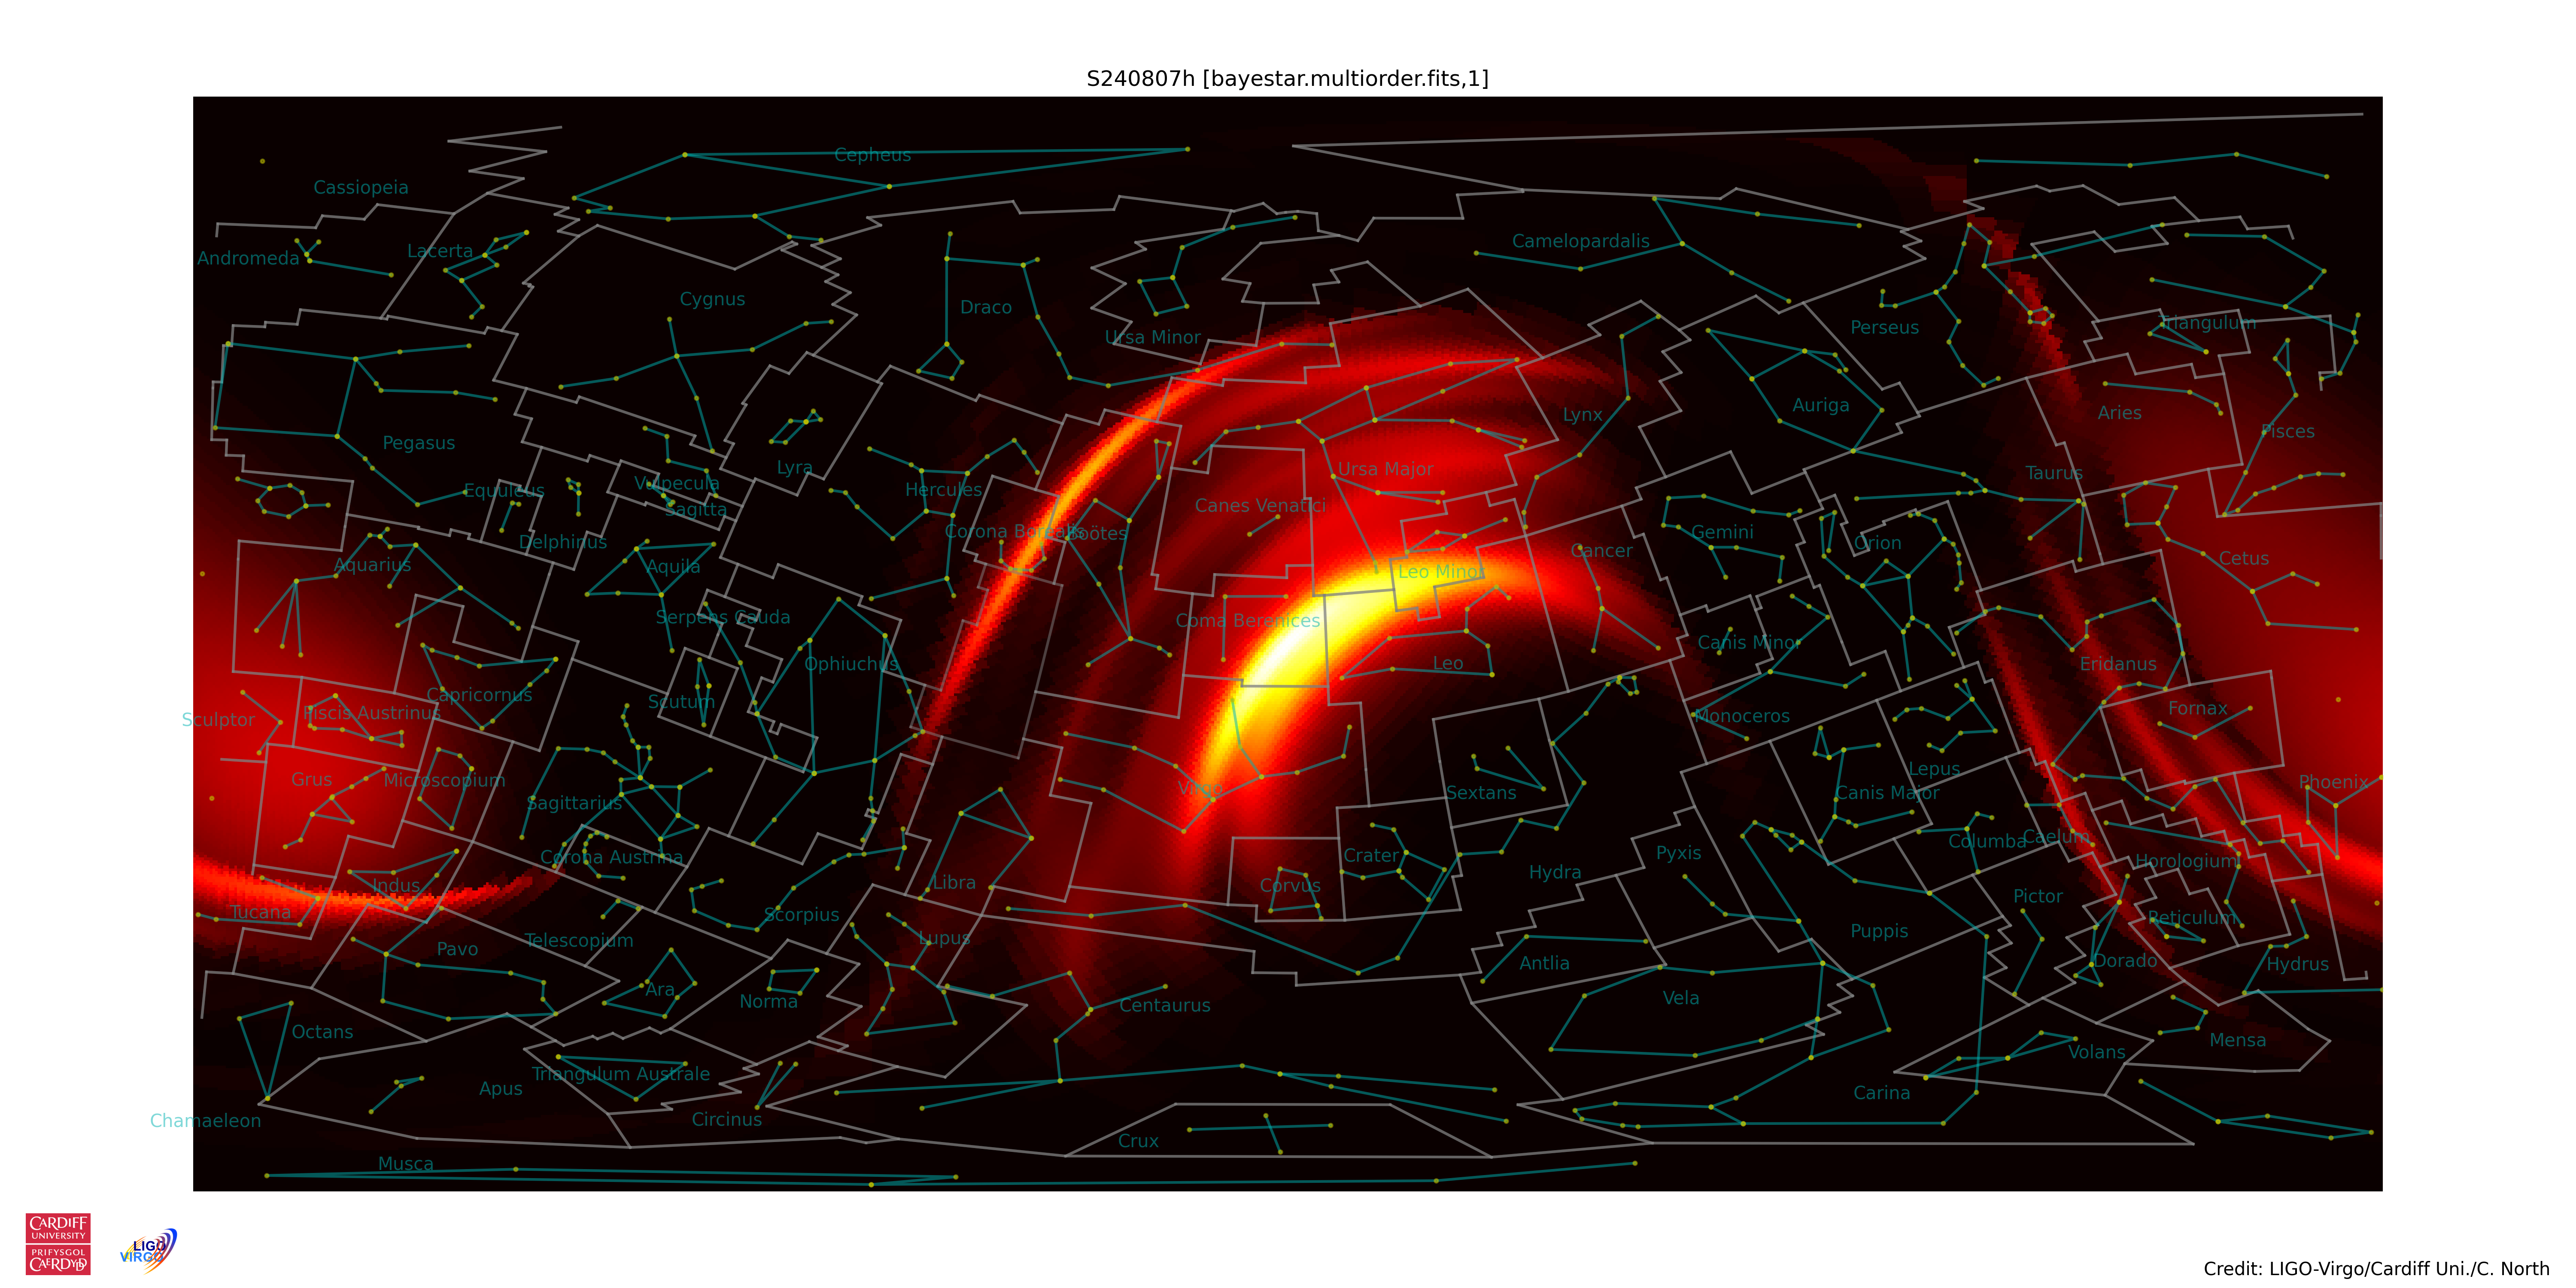 S240807h [bayestar.multiorder.fits,1]
Cepheus
Cassiopeia
Camelopardalis
Andromeda
Lacerta
Cygnus
Draco
Ursa Minor
Perseus
Triangulum
Auriga
Aries
Lynx
Pisces
Pegasus
Lyra
Ursa Major
Taurus
Vulpecula
Equuleus
Hercules
Sagitta
Canes Venatici
Corona Borealis
Boötes
Gemini
Orion
Delphinus
Cancer
Cetus
Aquarius
Aquila
Leo Minor
Serpens Cauda
Coma Berenices
Canis Minor
Ophiuchus
Leo
Eridanus
Capricornus
Scutum
Fornax
Piscis Austrinus
Sculptor
Monoceros
Lepus
Grus
Microscopium
Phoenix
Virgo
Sextans
Canis Major
Sagittarius
Caelum
Columba
Pyxis
Crater
Corona Austrina
Horologium
Hydra
Libra
Indus
Corvus
Pictor
Tucana
Scorpius
Reticulum
Puppis
Lupus
Telescopium
Pavo
Dorado
Antlia
Hydrus
Ara
Norma
Vela
Centaurus
Octans
Mensa
Volans
Triangulum Australe
Apus
Carina
Chamaeleon
Circinus
Crux
Musca
CARDIFF
UNIVERSITY
PRIFYSGOL
CAERDYDD
LIGO
VIRGO
Credit: LIGO-Virgo/Cardiff Uni./C. North